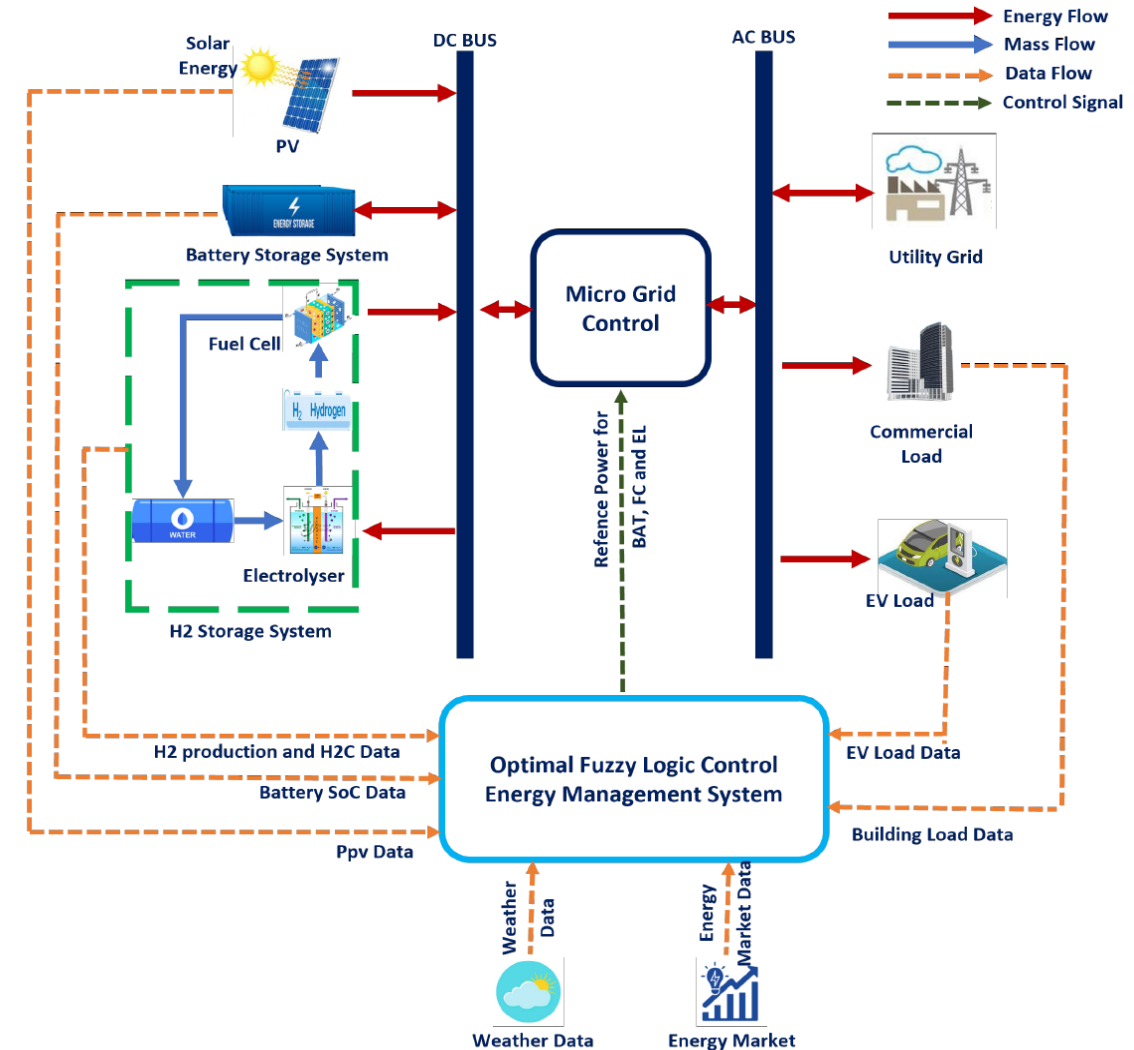 DC BUS
AC BUS
Energy Flow
Mass Flow
Data Flow
Control Signal
Solar
Energy
PV
ENERGY STORAGE
Battery Storage System
Utility Grid
Micro Grid
Control
Fuel Cell
H2 Hydrogen
Commercial
Load
WATER
Electrolyser
H2 Storage System
EV Load
Refence Power for
BAT, FC and EL
H2 production and H2C Data
Battery SoC Data
Ppv Data
Optimal Fuzzy Logic Control
Energy Management System
EV Load Data
Building Load Data
Weather
Data
Energy
Market Data
Weather Data
Energy Market